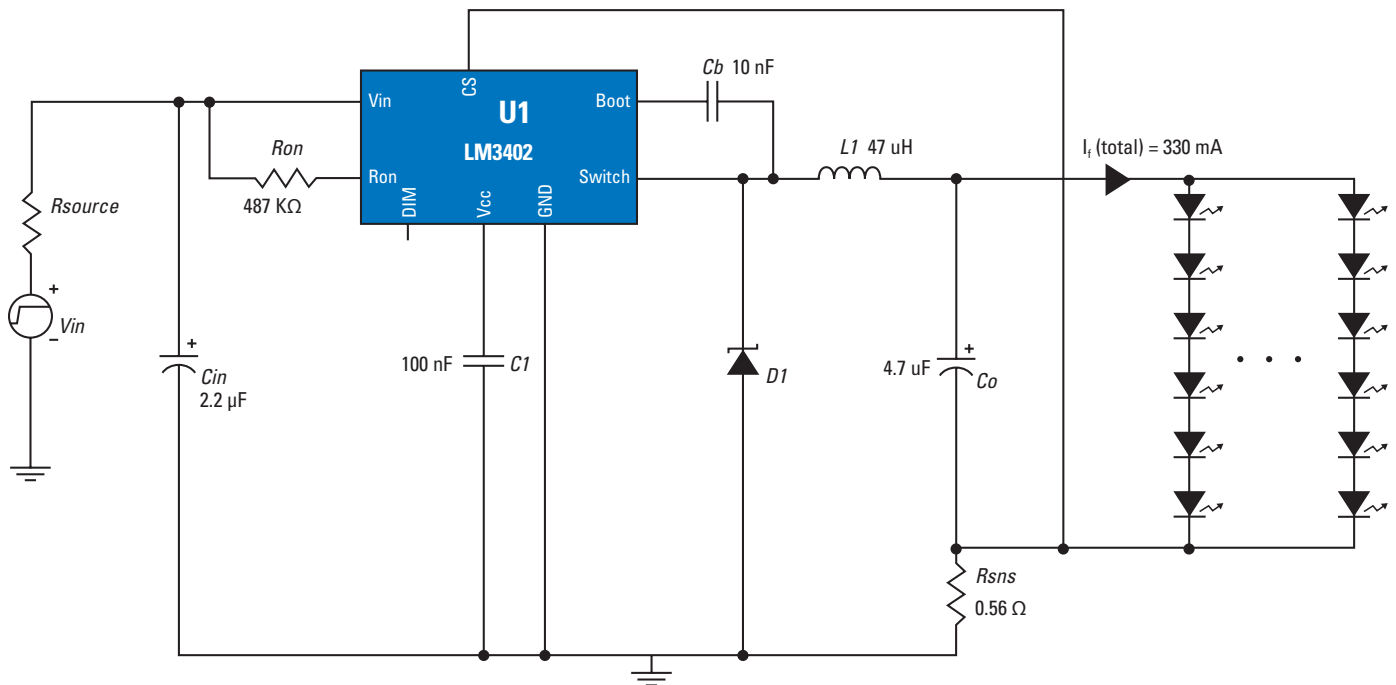 Cb 10 nF
CS
Vin
U1
Boot
LM3402
Ron
487 KΩ
Ron
Switch
DIM
Vcc
GND
L1 47 uH
If (total) = 330 mA
Rsource
+
Vin
–
+
Cin
2.2 µF
100 nF
C1
D1
+
4.7 uF
Co
Rsns
0.56 Ω